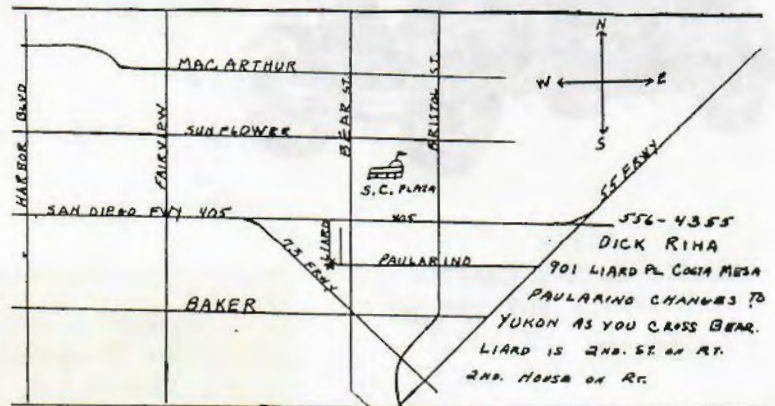 N
W E
S
MAC ARTHUR
HARBOR BLVD
FAIRVIEW
BEAR ST.
BRISTOL ST.
SUNFLOWER
S.C. PLAZA
55 FRWY
SAN DIEGO FWY 405
405
LIARD
73 FRWY
PAULARINO
BAKER
556-4355
DICK RIHA
901 LIARD PL COSTA MESA
PAULARINO CHANGES TO
YUKON AS YOU CROSS BEAR.
LIARD IS 2ND. ST. ON RT.
2ND. HOUSE ON RT.